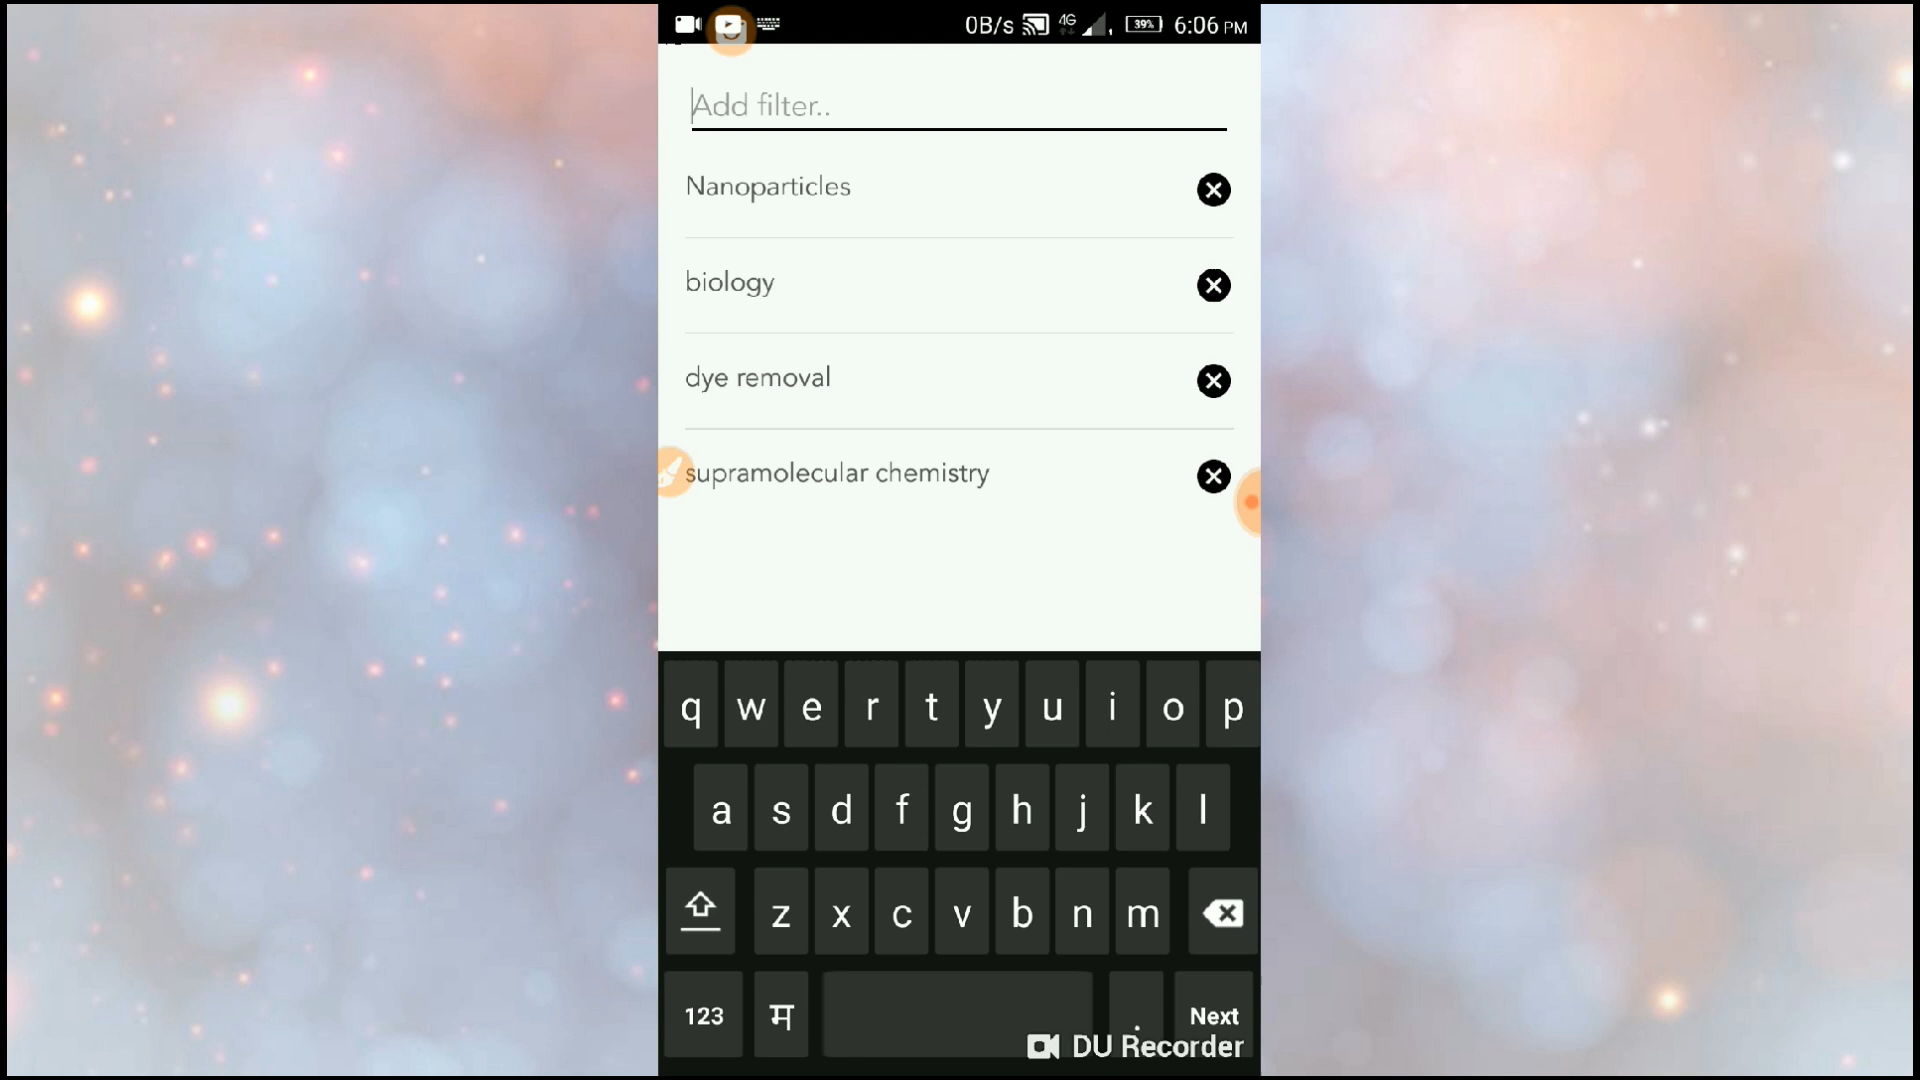 0B/s 4G 39% 6:06 PM
Add filter..
Nanoparticles
biology
dye removal
supramolecular chemistry
q w e r t y u i o p
a s d f g h j k l
z x c v b n m
123 म . Next
DU Recorder